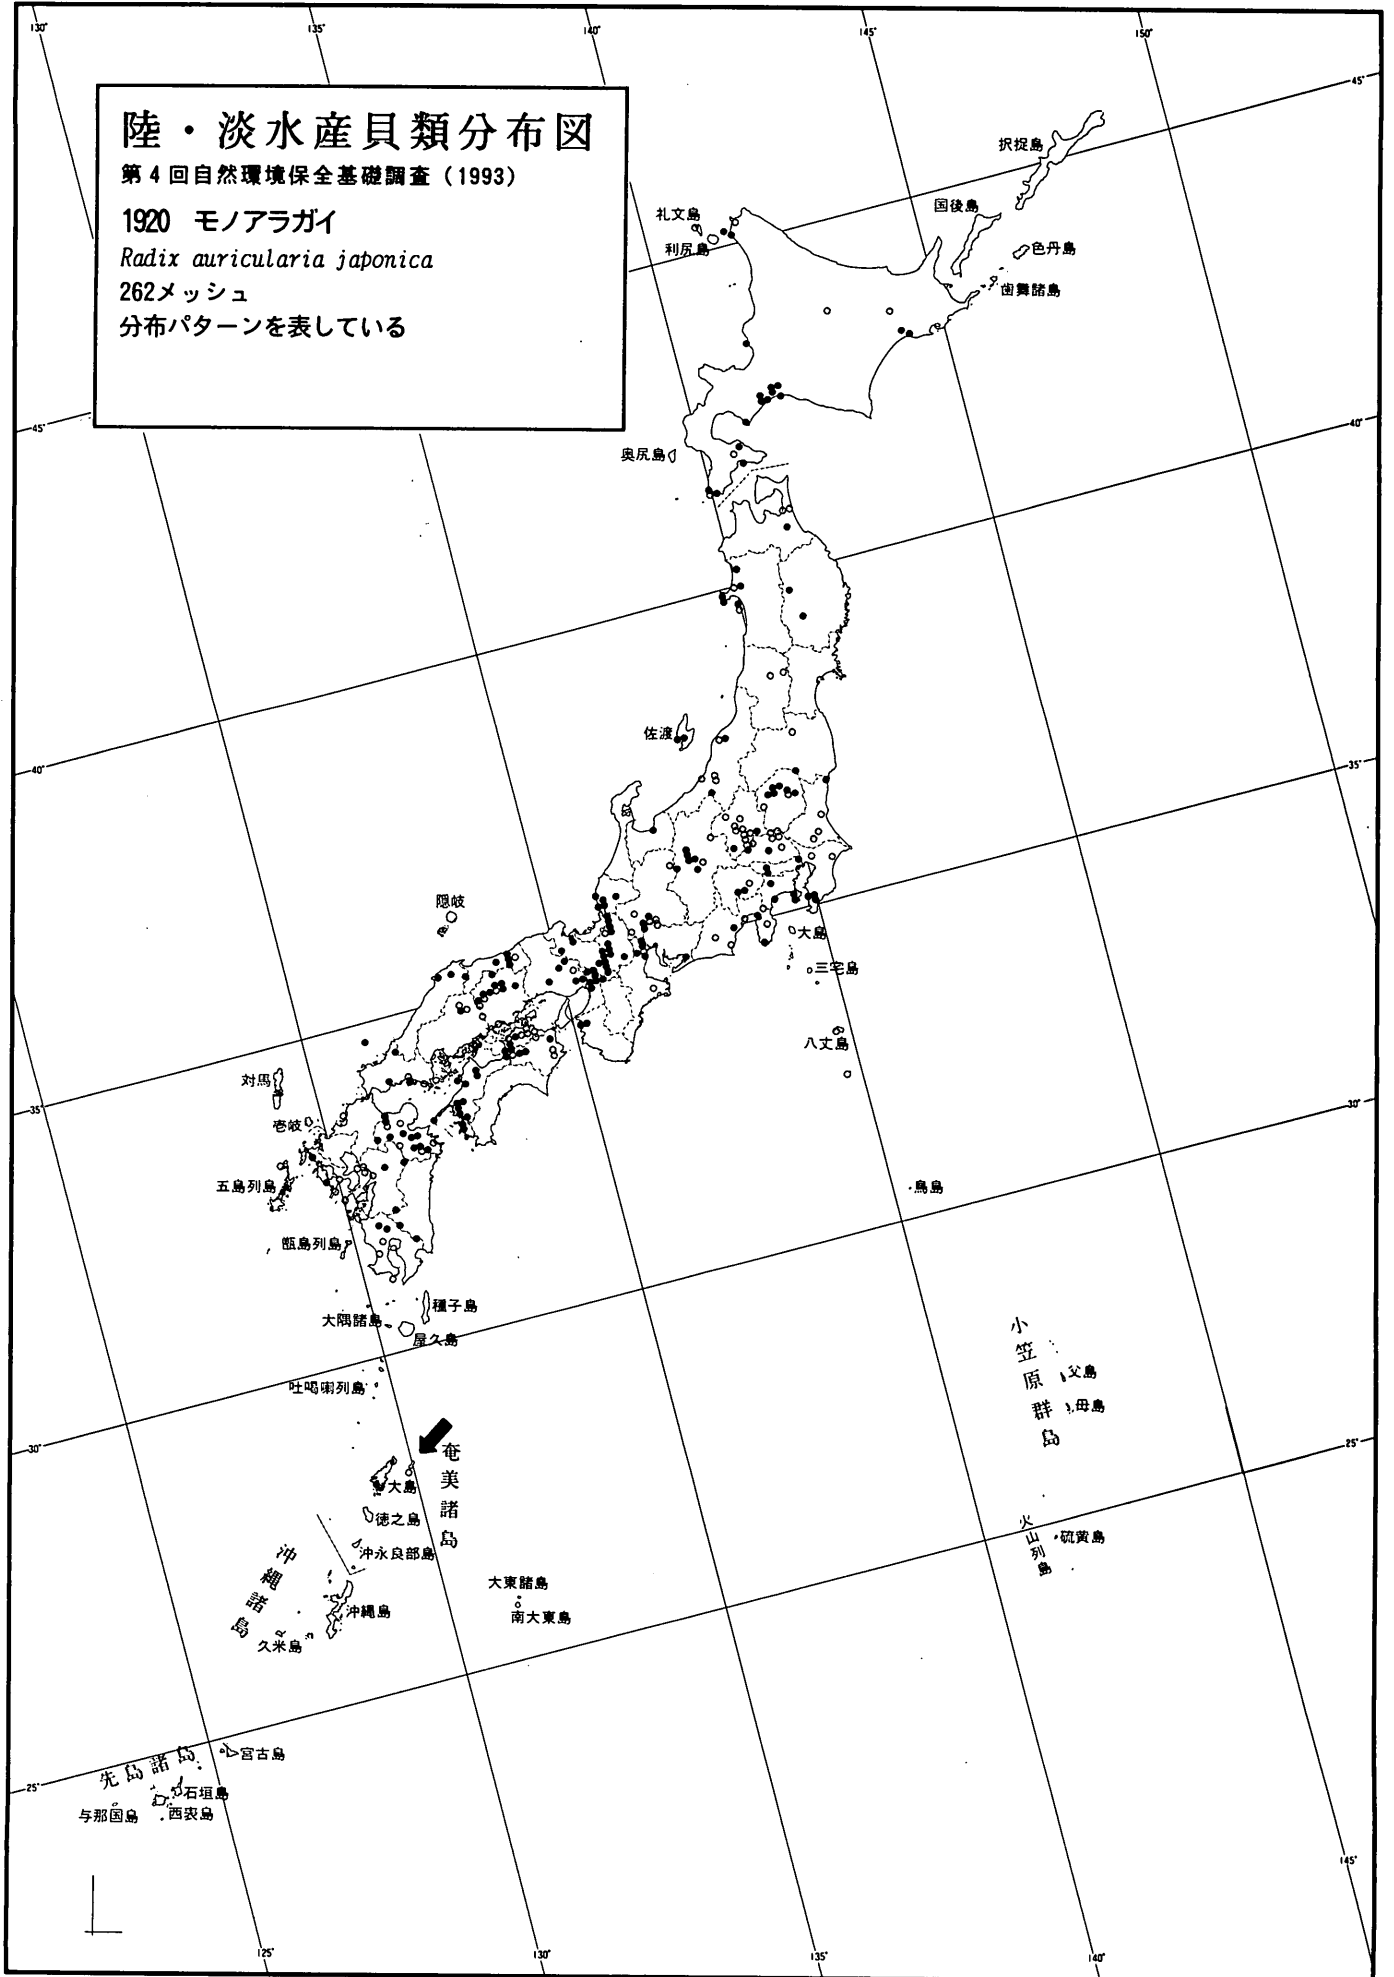 130°
135°
140°
145°
150°
45°
陸・淡水産貝類分布図
第4回自然環境保全基礎調査（1993）
1920 モノアラガイ
Radix auricularia japonica
262メッシュ
分布パターンを表している
択捉島
国後島
礼文島
利尻島
色丹島
歯舞諸島
45°
40°
奥尻島
佐渡
40°
35°
隠岐
大島
三宅島
八丈島
対馬
35°
壱岐
30°
五島列島
鳥島
甑島列島
種子島
大隅諸島
屋久島
小笠原群島
父島
母島
吐噶喇列島
30°
奄美諸島
25°
大島
徳之島
火山列島
硫黄島
沖永良部島
沖縄諸島
大東諸島
南大東島
沖縄島
久米島
先島諸島
宮古島
25°
石垣島
与那国島
西表島
145°
125°
130°
135°
140°